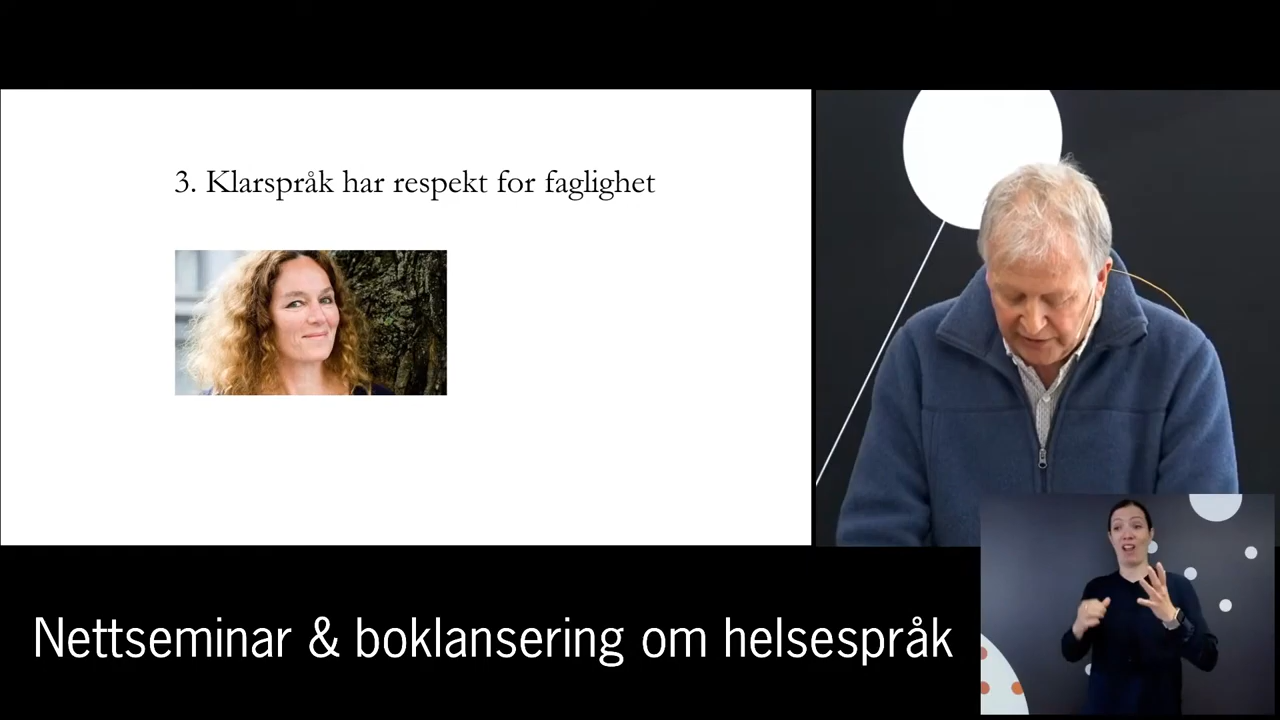 3. Klarspråk har respekt for faglighet
Nettseminar & boklansering om helsespråk